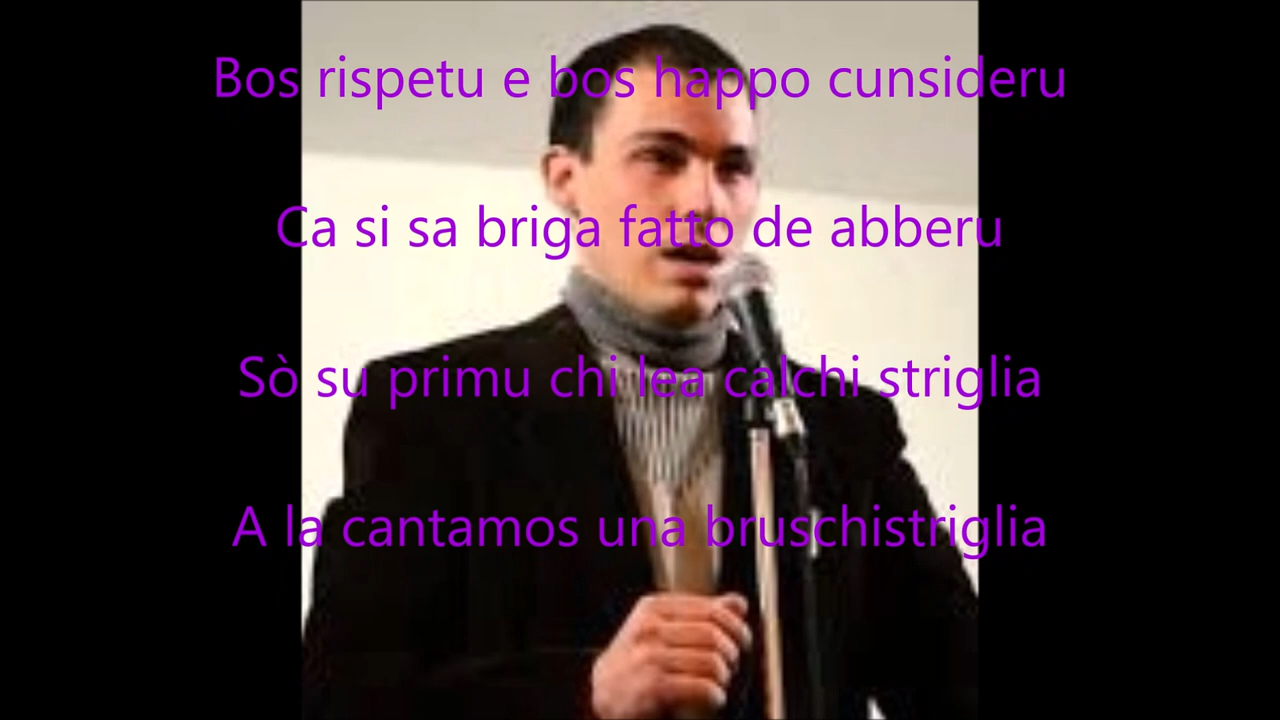 Bos rispetu e bos happo cunsideru
Ca si sa briga fatto de abberu
Sò su primu chi lea calchi striglia
A la cantamos una bruschistriglia